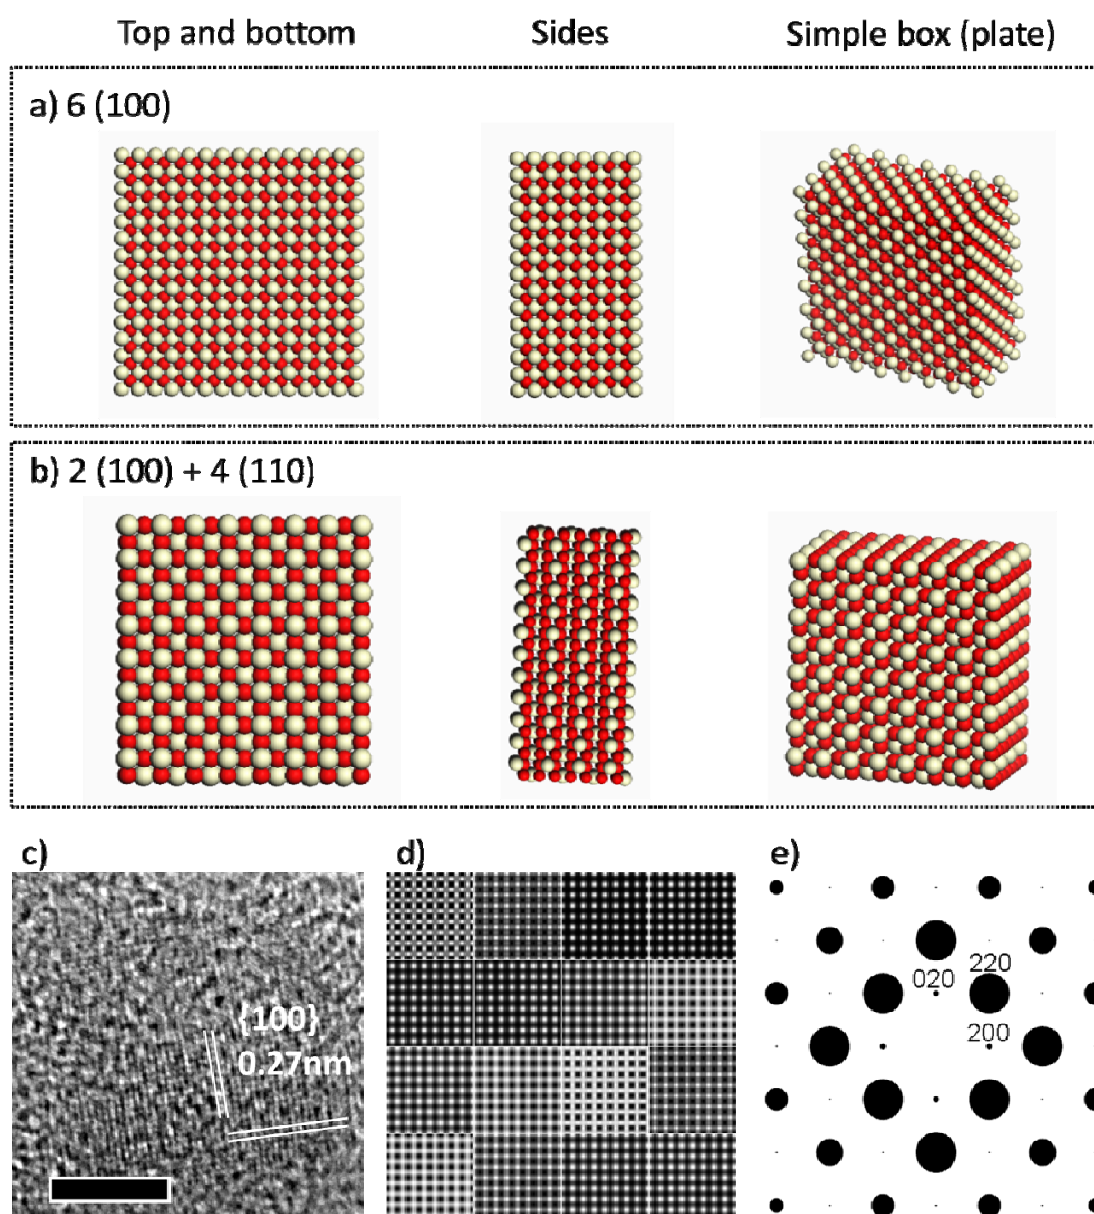 Top and bottom
Sides
Simple box (plate)
a) 6 (100)
b) 2 (100) + 4 (110)
c)
d)
e)
{100}
0.27nm
020
220
200